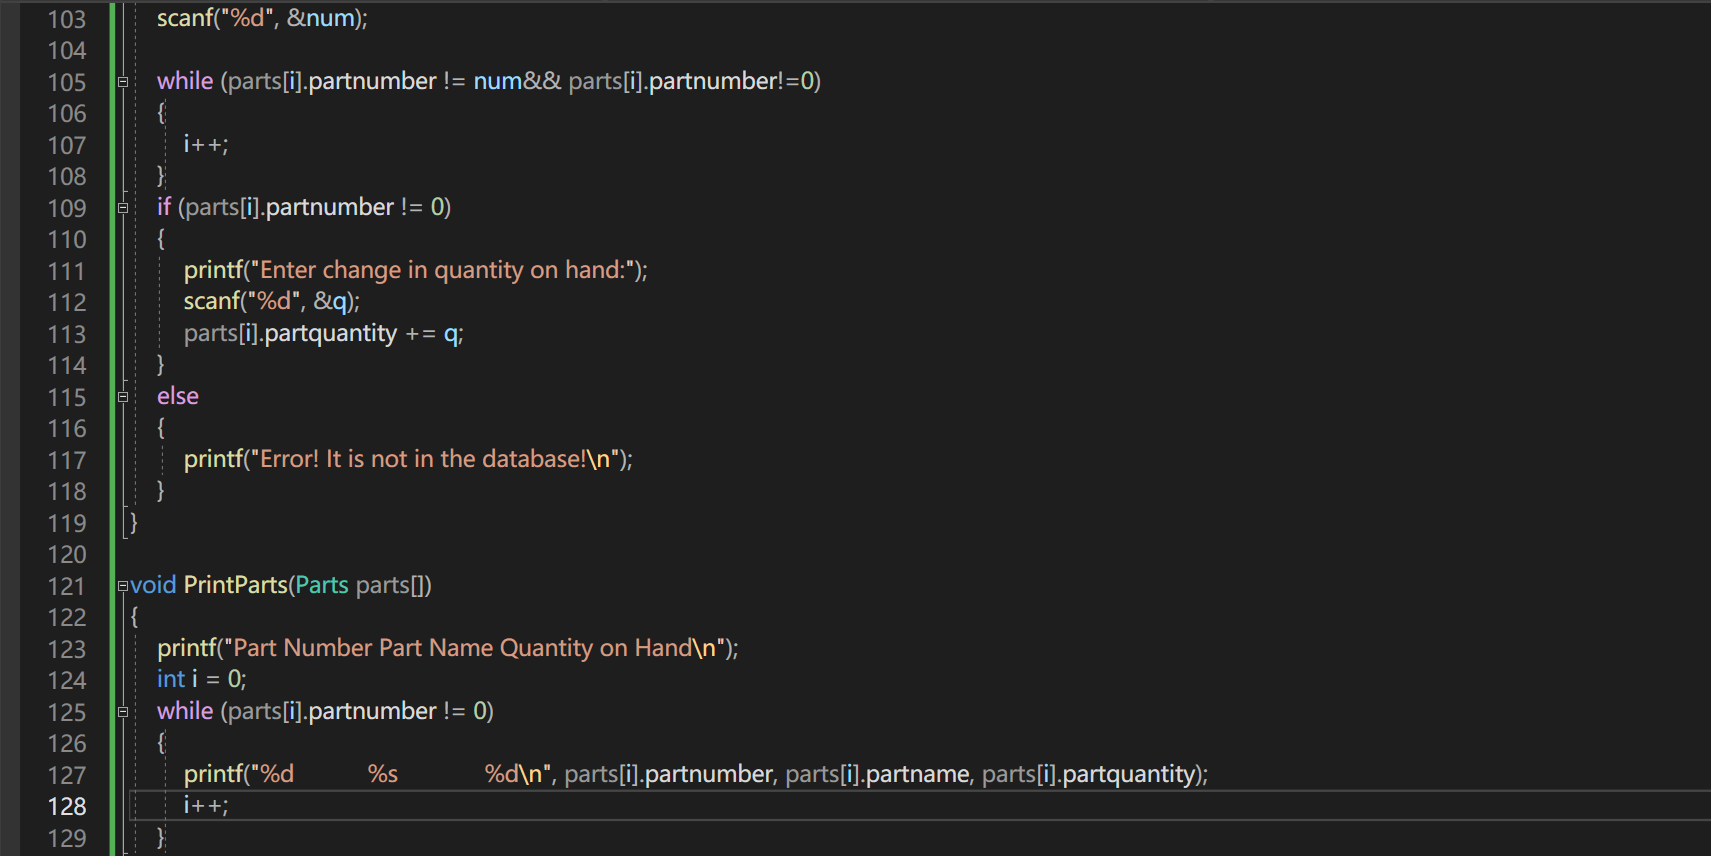 103 scanf("%d", &num);
104
105 while (parts[i].partnumber != num&& parts[i].partnumber!=0)
106 {
107 i++;
108 }
109 if (parts[i].partnumber != 0)
110 {
111 printf("Enter change in quantity on hand:");
112 scanf("%d", &q);
113 parts[i].partquantity += q;
114 }
115 else
116 {
117 printf("Error! It is not in the database!\n");
118 }
119 }
120
121 void PrintParts(Parts parts[])
122 {
123 printf("Part Number Part Name Quantity on Hand\n");
124 int i = 0;
125 while (parts[i].partnumber != 0)
126 {
127 printf("%d           %s             %d\n", parts[i].partnumber, parts[i].partname, parts[i].partquantity);
128 i++;
129 }